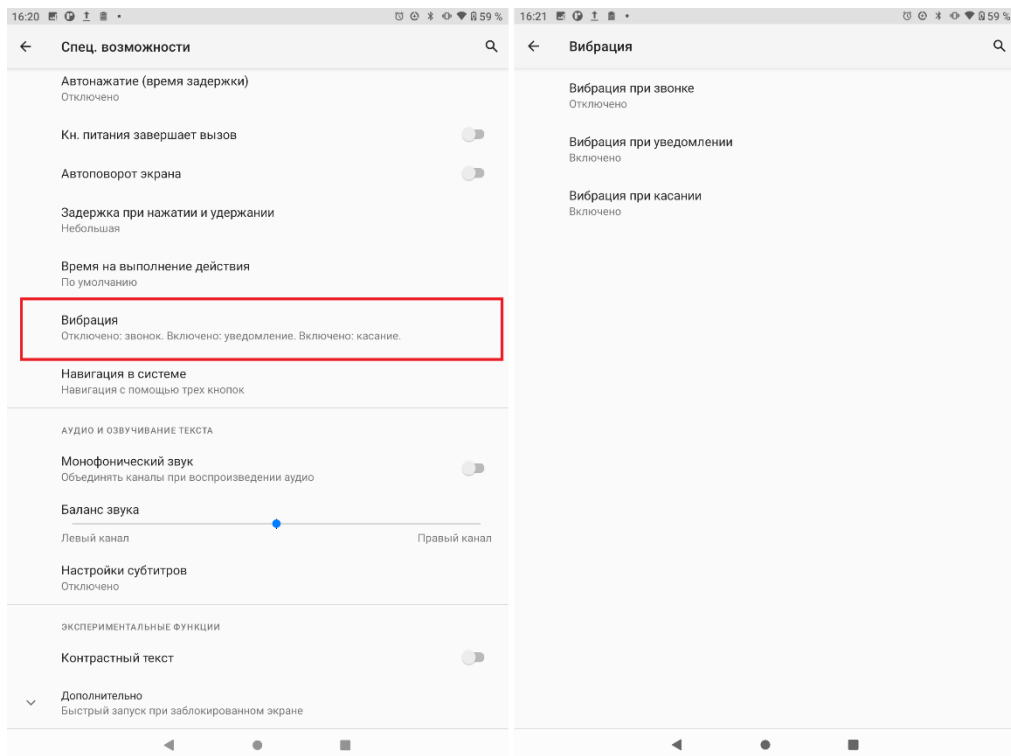 16:20
59 %
Спец. возможности
Автонажатие (время задержки)
Отключено
Кн. питания завершает вызов
Автоповорот экрана
Задержка при нажатии и удержании
Небольшая
Время на выполнение действия
По умолчанию
Вибрация
Отключено: звонок. Включено: уведомление. Включено: касание.
Навигация в системе
Навигация с помощью трех кнопок
АУДИО И ОЗВУЧИВАНИЕ ТЕКСТА
Монофонический звук
Объединять каналы при воспроизведении аудио
Баланс звука
Левый канал
Правый канал
Настройки субтитров
Отключено
ЭКСПЕРИМЕНТАЛЬНЫЕ ФУНКЦИИ
Контрастный текст
Дополнительно
Быстрый запуск при заблокированном экране
16:21
59 %
Вибрация
Вибрация при звонке
Отключено
Вибрация при уведомлении
Включено
Вибрация при касании
Включено